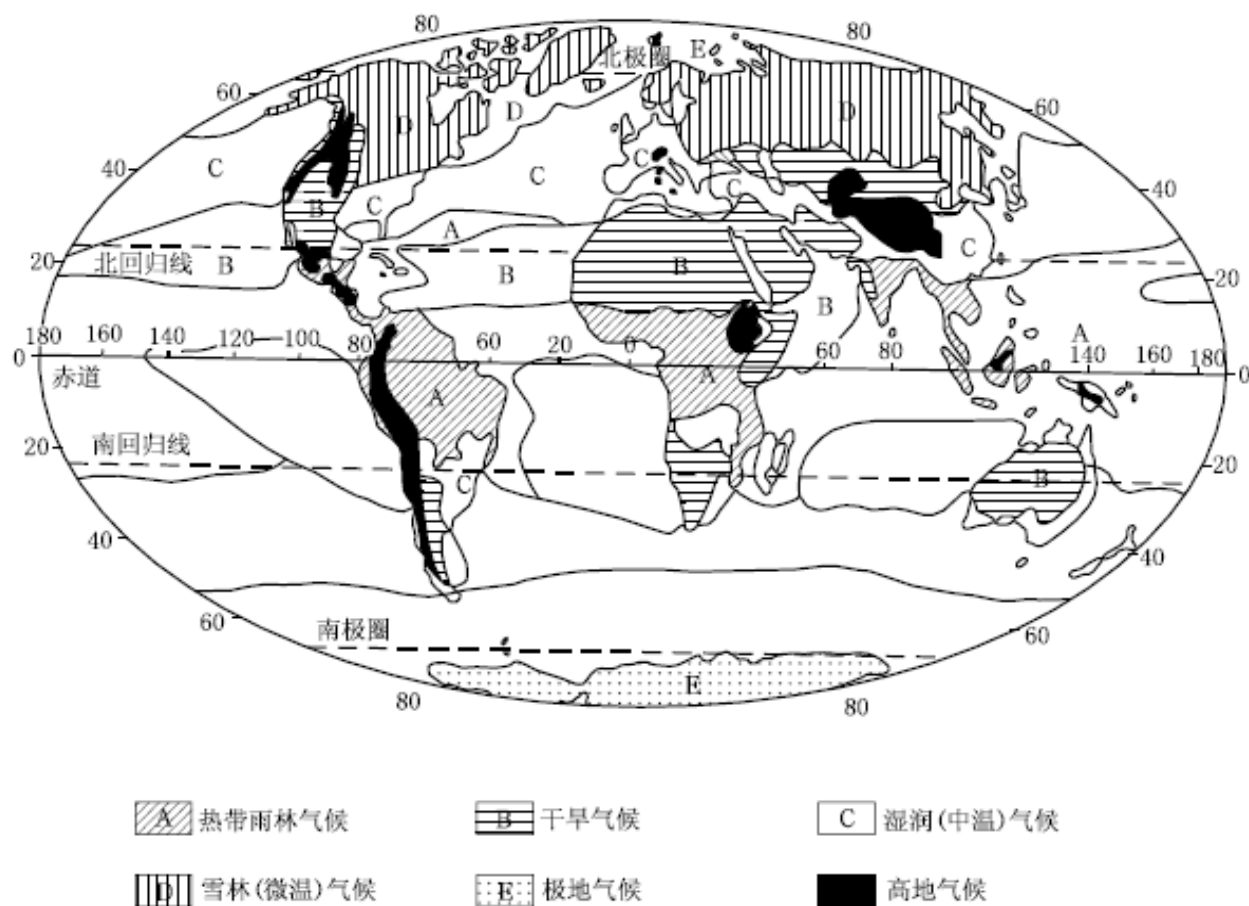 80 80
E
北极圈
60 60
D D D
C C C C
40 40
B C C
A
20 北回归线 B B B B 20
180 160 140 120 100 80 60 20 0 60 80 A 140 160 180
0 0
赤道 A A
南回归线
20 20
C B
40 40
60 南极圈 60
E
80 80
A 热带雨林气候 B 干旱气候 C 湿润(中温)气候
D 雪林(微温)气候 E 极地气候 高地气候